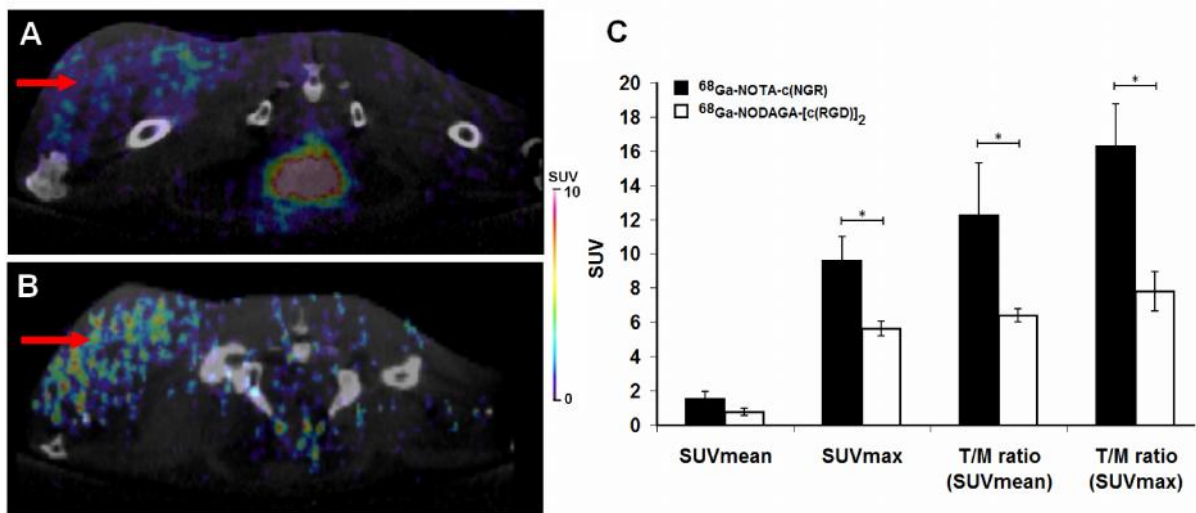 A
B
SUV
10
0
C
⁶⁸Ga-NOTA-c(NGR)
⁶⁸Ga-NODAGA-[c(RGD)]₂
SUV
20
18
16
14
12
10
8
6
4
2
0
*
*
*
SUVmean
SUVmax
T/M ratio
(SUVmean)
T/M ratio
(SUVmax)